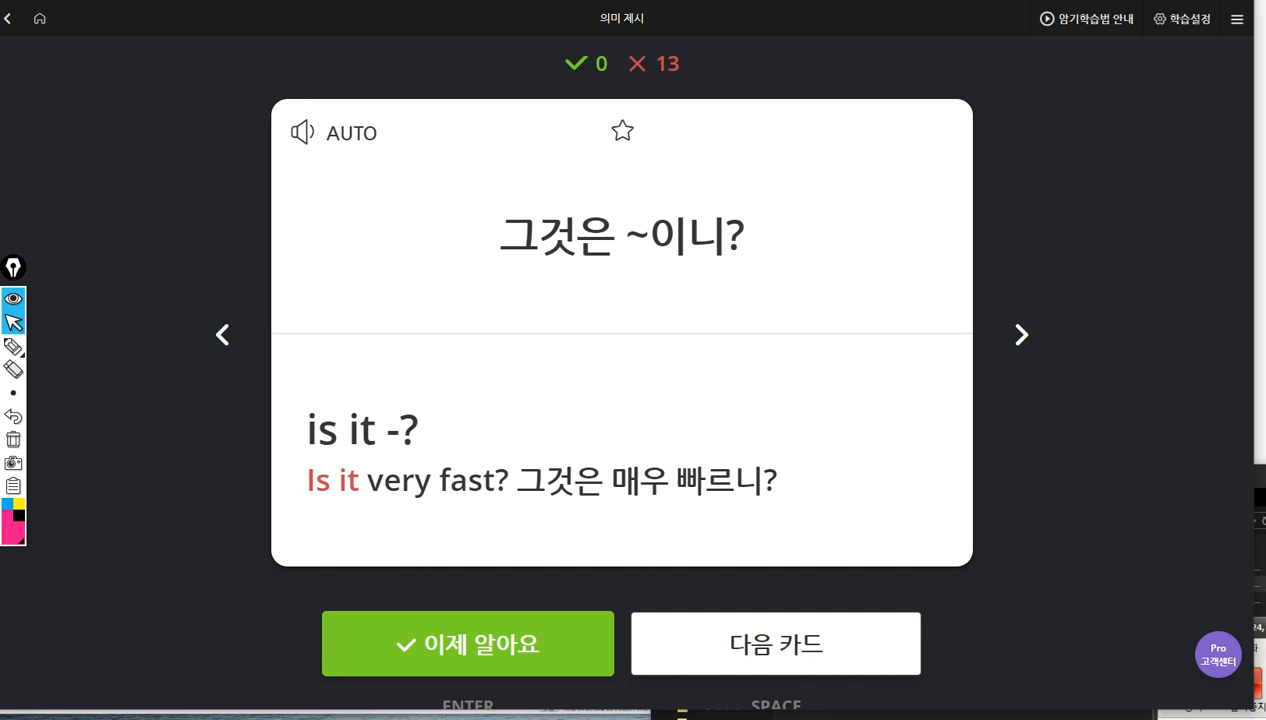 의미 제시
암기학습법 안내
학습설정
0
13
AUTO
그것은 ~이니?
is it -?
Is it very fast? 그것은 매우 빠르니?
이제 알아요
다음 카드
ENTER
SPACE
Pro
고객센터